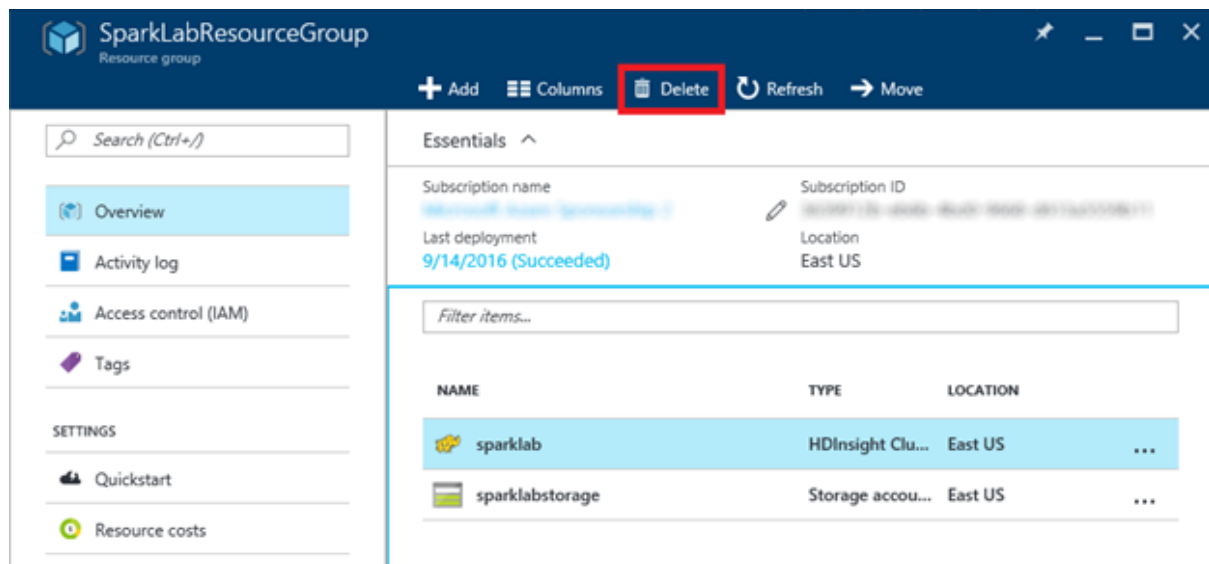 SparkLabResourceGroup
Resource group
Add Columns Delete Refresh Move
Search (Ctrl+/)
Overview
Activity log
Access control (IAM)
Tags
SETTINGS
Quickstart
Resource costs
Essentials
Subscription name Subscription ID
Last deployment Location
9/14/2016 (Succeeded) East US
Filter items...
NAME TYPE LOCATION
sparklab HDInsight Clu... East US ...
sparklabstorage Storage accou... East US ...